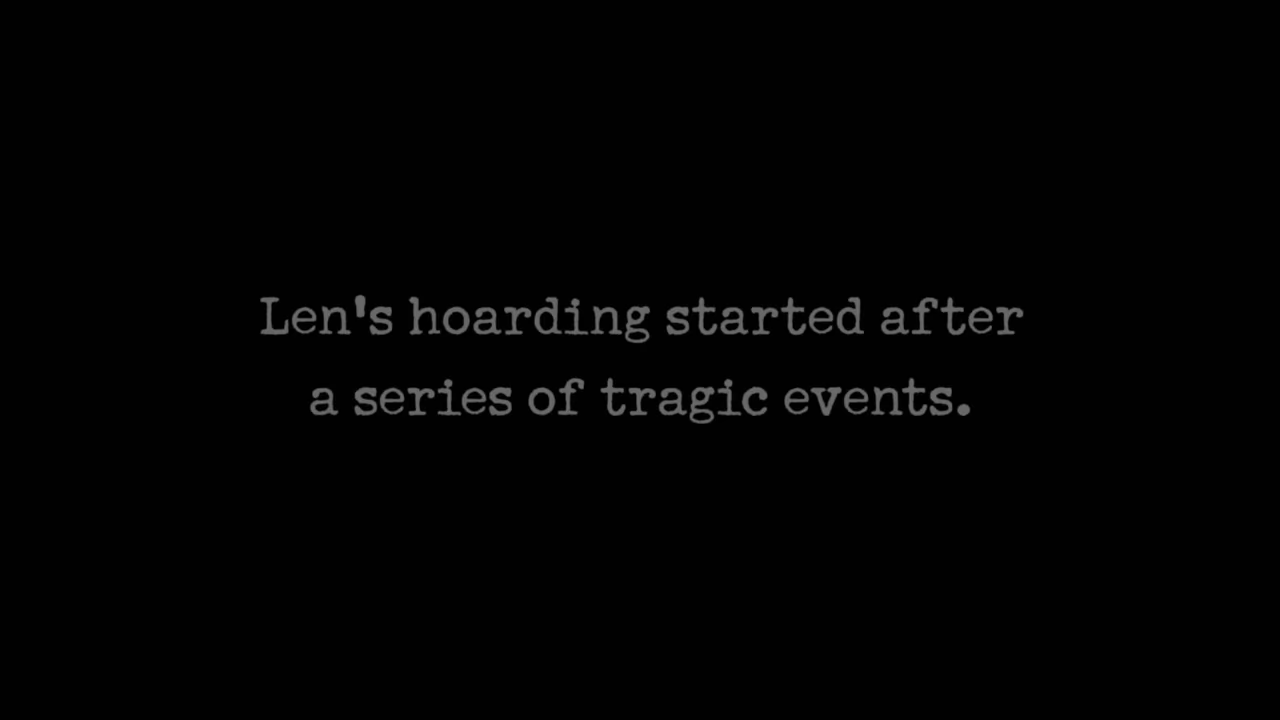 Len's hoarding started after
a series of tragic events.